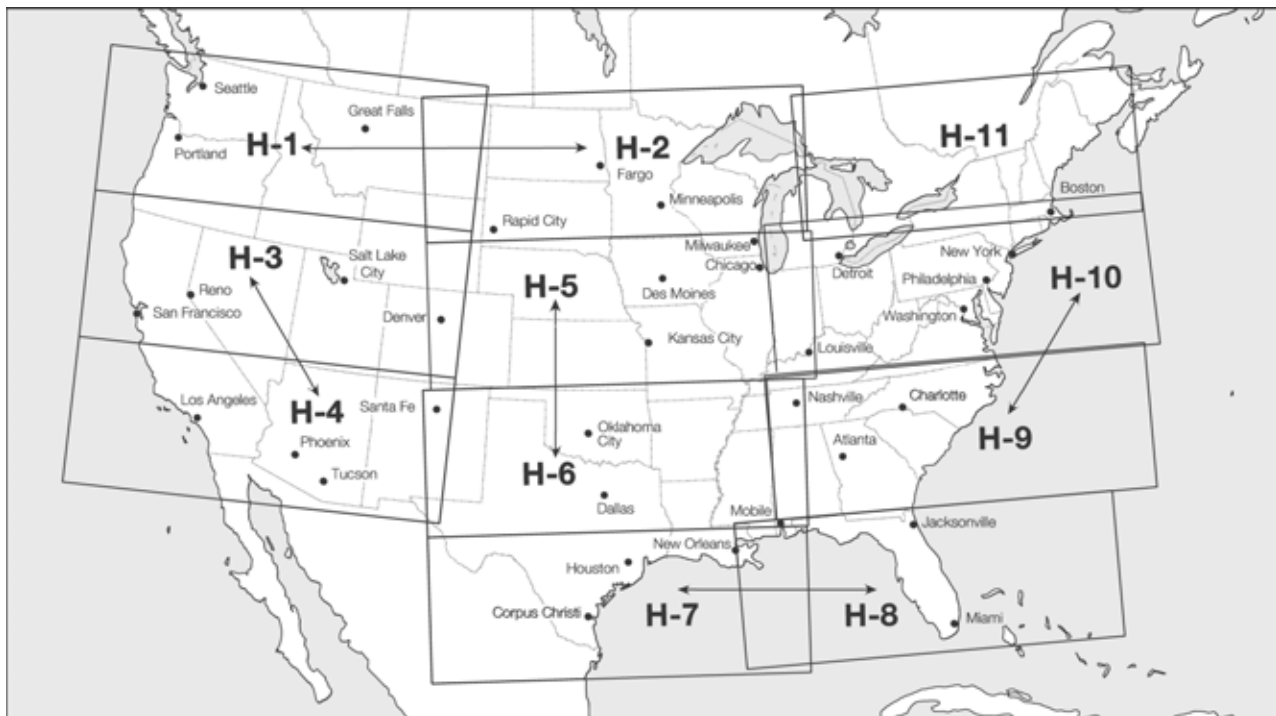 Seattle
Great Falls
Portland
H-1
H-2
Fargo
Minneapolis
Rapid City
H-11
Boston
H-3
Salt Lake
City
Reno
San Francisco
Denver
H-5
Milwaukee
Chicago
Des Moines
Kansas City
Detroit
New York
Philadelphia
Washington
H-10
Louisville
Los Angeles
H-4
Santa Fe
Phoenix
Tucson
Oklahoma
City
H-6
Dallas
Nashville
Charlotte
Atlanta
H-9
Mobile
New Orleans
Jacksonville
Houston
Corpus Christi
H-7
H-8
Miami